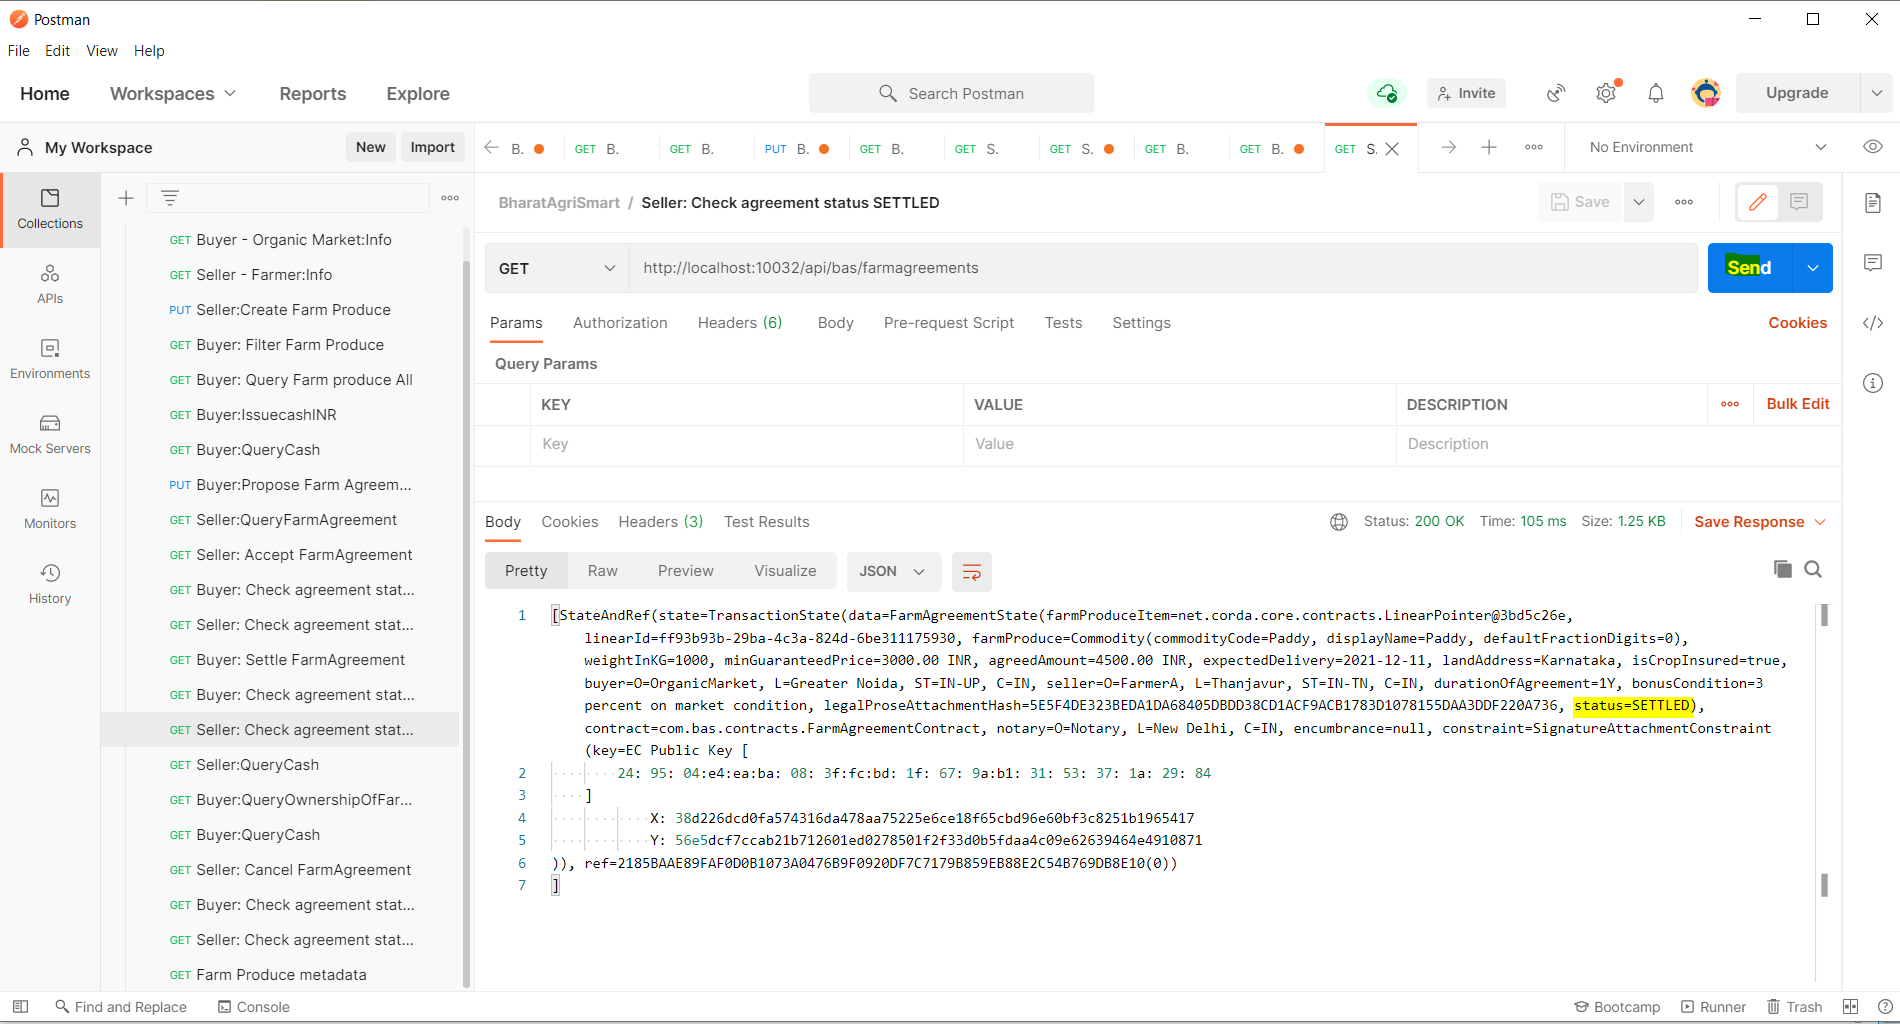 Postman
File Edit View Help
Home Workspaces Reports Explore Search Postman Invite Upgrade
My Workspace New Import B. GET B. GET B. PUT B. GET B. GET S. GET S. GET B. GET B. GET S. No Environment
BharatAgriSmart / Seller: Check agreement status SETTLED Save
GET http://localhost:10032/api/bas/farmagreements Send
Params Authorization Headers (6) Body Pre-request Script Tests Settings Cookies
Query Params
KEY VALUE DESCRIPTION Bulk Edit
Key Value Description
Collections
APIs
Environments
Mock Servers
Monitors
History
GET Buyer - Organic Market:Info
GET Seller - Farmer:Info
PUT Seller:Create Farm Produce
GET Buyer: Filter Farm Produce
GET Buyer: Query Farm produce All
GET Buyer:IssuecashINR
GET Buyer:QueryCash
PUT Buyer:Propose Farm Agreem...
GET Seller:QueryFarmAgreement
GET Seller: Accept FarmAgreement
GET Buyer: Check agreement stat...
GET Seller: Check agreement stat...
GET Buyer: Settle FarmAgreement
GET Buyer: Check agreement stat...
GET Seller: Check agreement stat...
GET Seller:QueryCash
GET Buyer:QueryOwnershipOfFar...
GET Buyer:QueryCash
GET Seller: Cancel FarmAgreement
GET Buyer: Check agreement stat...
GET Seller: Check agreement stat...
GET Farm Produce metadata
Body Cookies Headers (3) Test Results Status: 200 OK Time: 105 ms Size: 1.25 KB Save Response
Pretty Raw Preview Visualize JSON
1 [StateAndRef(state=TransactionState(data=FarmAgreementState(farmProduceItem=net.corda.core.contracts.LinearPointer@3bd5c26e,
linearId=ff93b93b-29ba-4c3a-824d-6be311175930, farmProduce=Commodity(commodityCode=Paddy, displayName=Paddy, defaultFractionDigits=0),
weightInKG=1000, minGuaranteedPrice=3000.00 INR, agreedAmount=4500.00 INR, expectedDelivery=2021-12-11, landAddress=Karnataka, isCropInsured=true,
buyer=O=OrganicMarket, L=Greater Noida, ST=IN-UP, C=IN, seller=O=FarmerA, L=Thanjavur, ST=IN-TN, C=IN, durationOfAgreement=1Y, bonusCondition=3
percent on market condition, legalProseAttachmentHash=5E5F4DE323BEDA1DA68405DBDD38CD1ACF9ACB1783D1078155DAA3DDF220A736, status=SETTLED),
contract=com.bas.contracts.FarmAgreementContract, notary=O=Notary, L=New Delhi, C=IN, encumbrance=null, constraint=SignatureAttachmentConstraint
(key=EC Public Key [
2 24: 95: 04:e4:ea:ba: 08: 3f:fc:bd: 1f: 67: 9a:b1: 31: 53: 37: 1a: 29: 84
3 ]
4 X: 38d226dcd0fa574316da478aa75225e6ce18f65cbd96e60bf3c8251b1965417
5 Y: 56e5dcf7ccab21b712601ed0278501f2f33d0b5fdaa4c09e62639464e4910871
6 )), ref=2185BAAE89FAF0D0B1073A0476B9F0920DF7C7179B859EB88E2C54B769DB8E10(0))
7 ]
Find and Replace Console Bootcamp Runner Trash